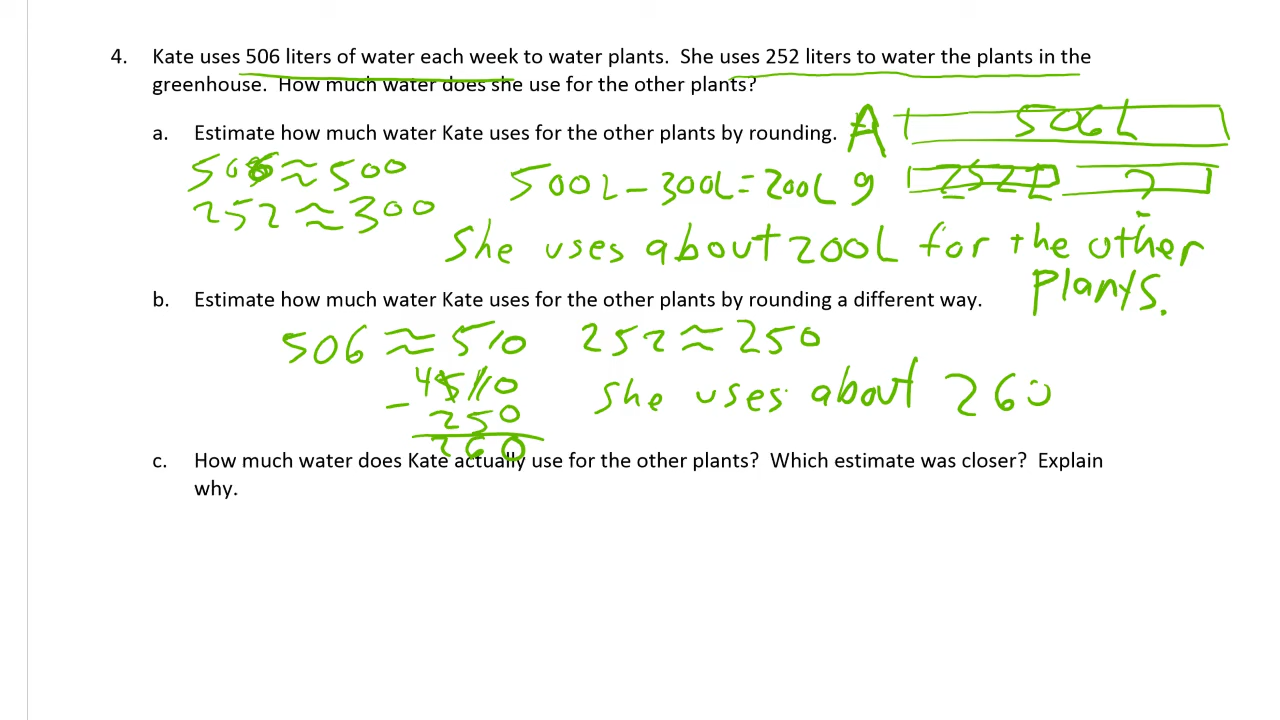 4. Kate uses 506 liters of water each week to water plants. She uses 252 liters to water the plants in the
greenhouse. How much water does she use for the other plants?
a. Estimate how much water Kate uses for the other plants by rounding.
A 506L
506 ≈ 500
252 ≈ 300
500L - 300L = 200L 9
252L ?
She uses about 200L for the other
plants.
b. Estimate how much water Kate uses for the other plants by rounding a different way.
506 ≈ 510 252 ≈ 250
4 5 11 0
- 250
260
She uses about 260
c. How much water does Kate actually use for the other plants? Which estimate was closer? Explain
why.